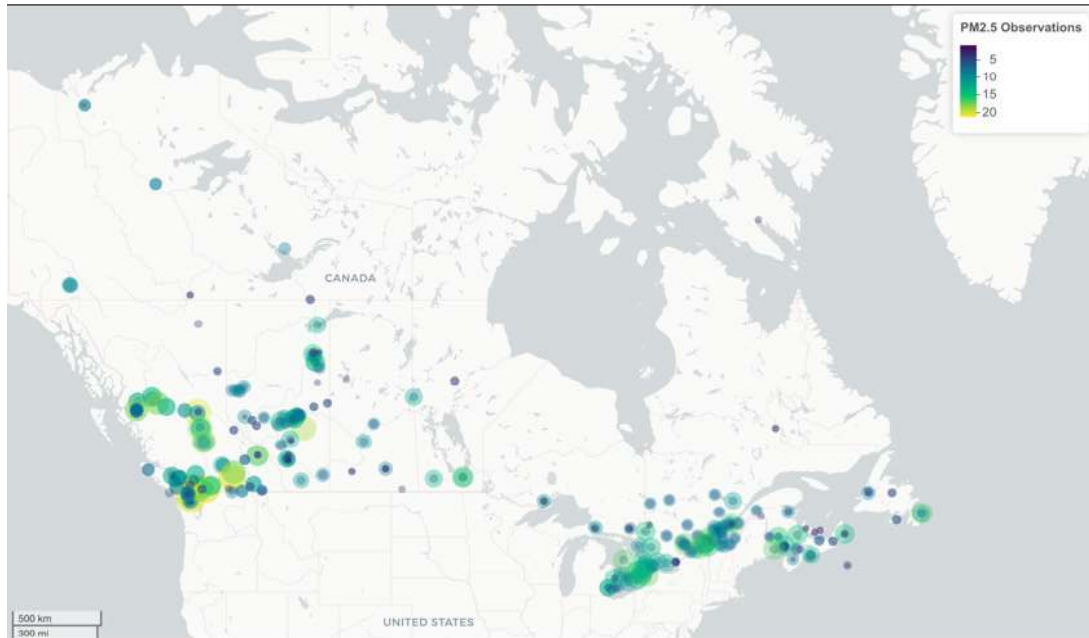 PM2.5 Observations
5
10
15
20
CANADA
UNITED STATES
500 km
300 mi